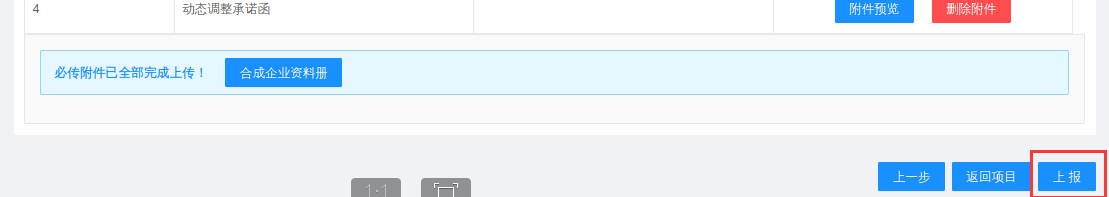 4 动态调整承诺函 附件预览 删除附件
必传附件已全部完成上传！ 合成企业资料册
上一步 返回项目 上 报
1:1